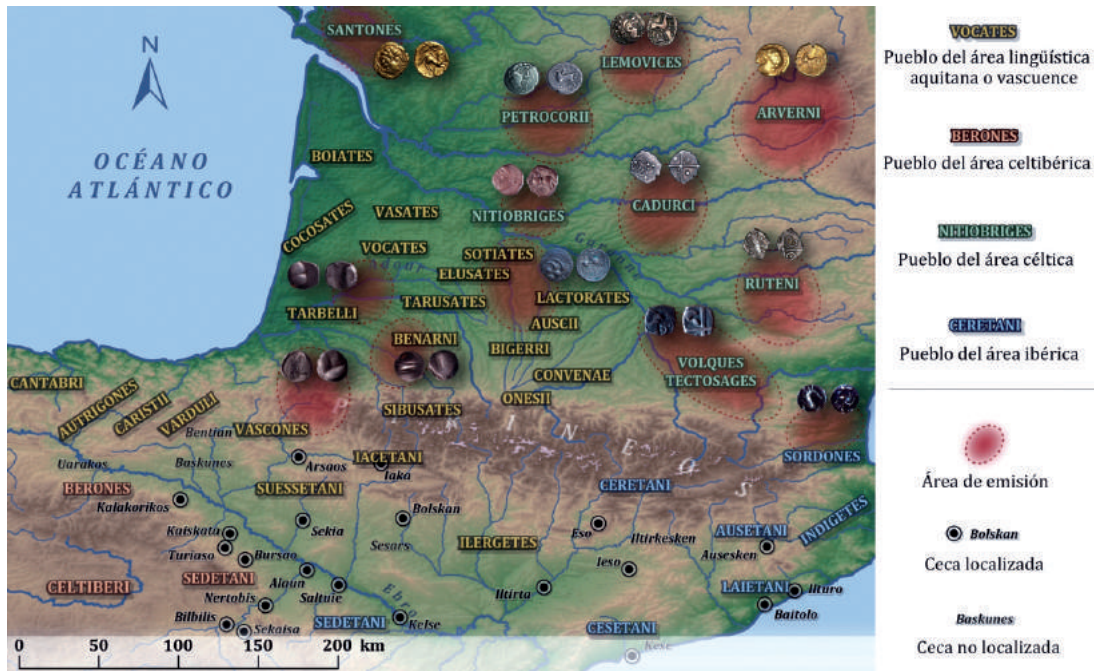 SANTONES
LEMOVICES
ARVERNI
PETROCORII
N
OCÉANO
ATLÁNTICO
BOIATES
CADURCI
NITIOBRIGES
VASATES
COCOSATES
VOCATES
SOTIATES
Garona
Adour
ELUSATES
RUTENI
TARUSATES
LACTORATES
TARBELLI
AUSCII
BENARNI
BIGERRI
VOLQUES
TECTOSAGES
CONVENAE
ONESII
CANTABRI
AUTRIGONES
CARISTII
VARDULI
SIBUSATES
VASCONES
Bentian
PIRINEOS
SORDONES
IACETANI
Arsaos
Iaka
Uarakos
Baskunes
CERETANI
BERONES
SUESSETANI
Kalakorikos
Bolskan
Sekia
Eso
Iltirkesken
AUSETANI
INDIGETES
Kaiskata
Turiaso
Bursao
Sesars
ILERGETES
Ausesken
CELTIBERI
SEDETANI
Alaun
Ieso
Nertobis
Saltuie
Iltirta
LAIETANI
Ilturo
Baitolo
Bilbilis
Sekaisa
SEDETANI
Ebro
Kelse
CESETANI
Kese
0 50 100 150 200 km
VOCATES
Pueblo del área lingüística
aquitana o vascuence
BERONES
Pueblo del área celtibérica
NITIOBRIGES
Pueblo del área céltica
CERETANI
Pueblo del área ibérica
Área de emisión
Bolskan
Ceca localizada
Baskunes
Ceca no localizada